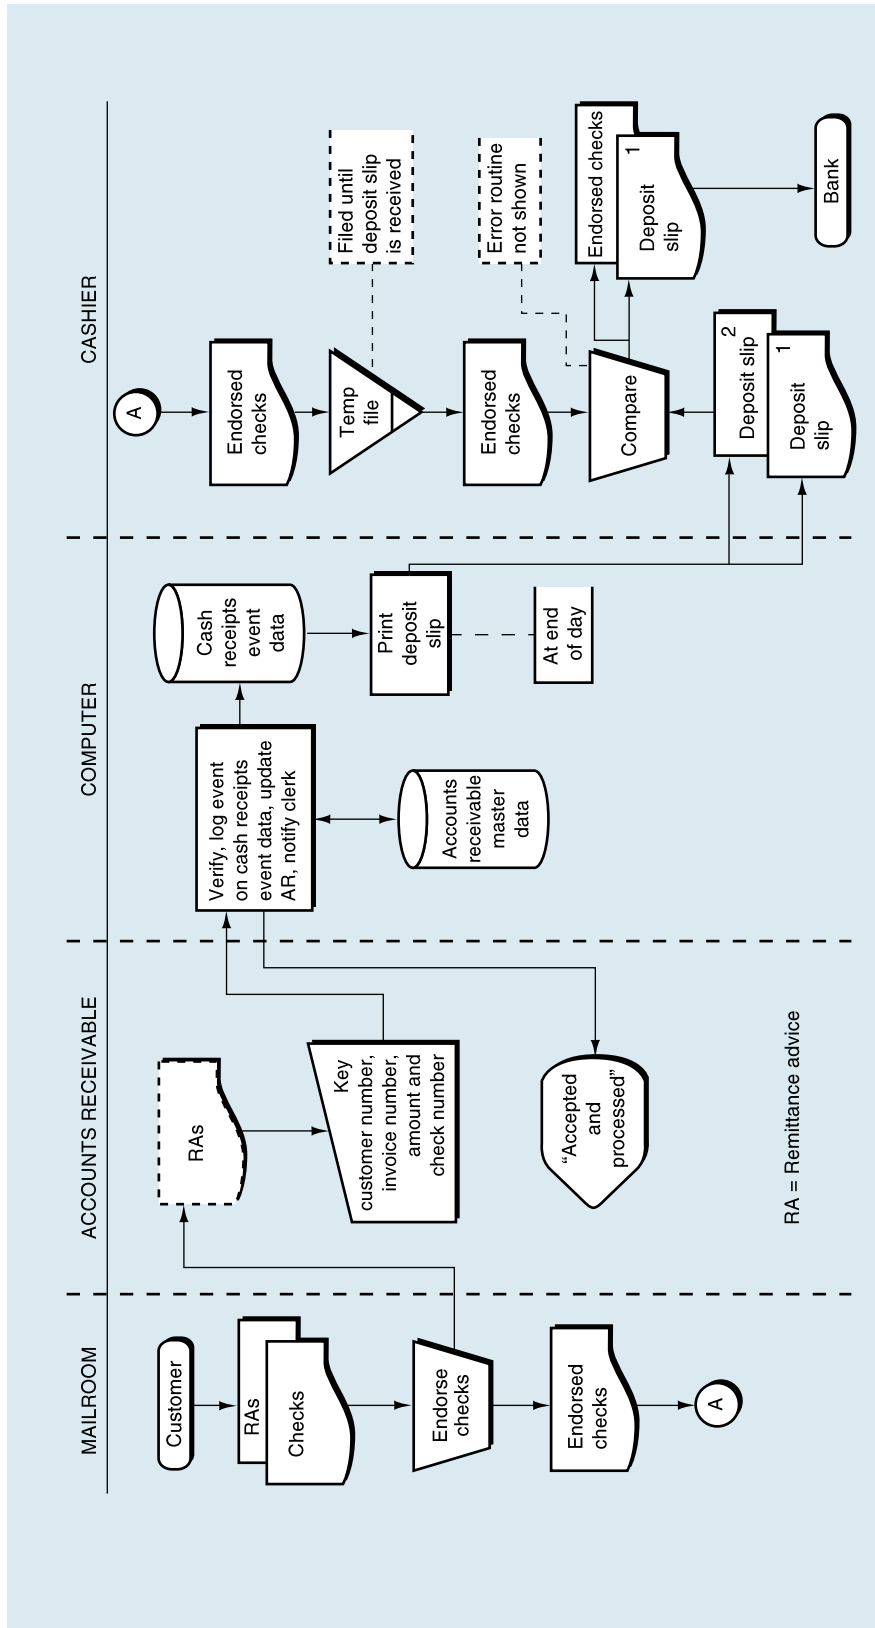 MAILROOM
ACCOUNTS RECEIVABLE
COMPUTER
CASHIER
Customer
RAs
Checks
Endorse
checks
Endorsed
checks
A
RAs
Key
customer number,
invoice number,
amount and
check number
“Accepted
and
processed”
RA = Remittance advice
Verify, log event
on cash receipts
event data, update
AR, notify clerk
Accounts
receivable
master
data
Cash
receipts
event
data
Print
deposit
slip
At end
of day
A
Endorsed
checks
Temp
file
Filed until
deposit slip
is received
Endorsed
checks
Error routine
not shown
Compare
Deposit slip
2
Deposit
slip
1
Endorsed checks
1
Deposit
slip
Bank